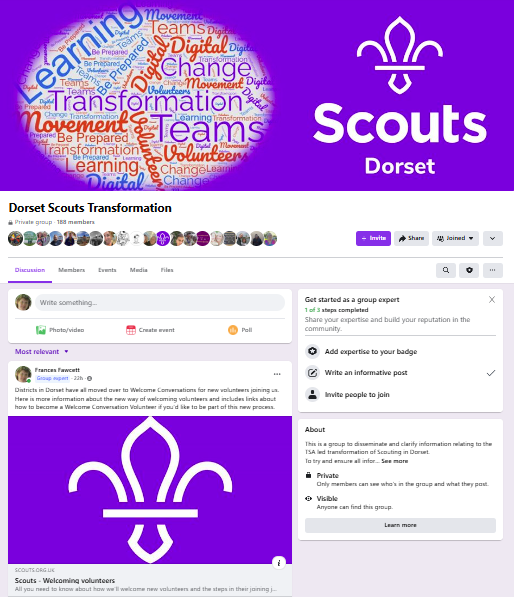 Learning
Movement
Be Prepared
Teams
Digital
Change
Transformation
Teams
Volunteers
Movement
Be Prepared
Transformation
Learning
Volunteers
Change
Digital
Scouts
Dorset
Dorset Scouts Transformation
Private group · 188 members
+ Invite
Share
Joined
Discussion
Members
Events
Media
Files
Write something...
Photo/video
Create event
Poll
Most relevant
Frances Fawcett
Group expert · 22h
Districts in Dorset have all moved over to Welcome Conversations for new volunteers joining us.
Here is more information about the new way of welcoming volunteers and includes links about
how to become a Welcome Conversation Volunteer if you'd like to be part of this new process.
SCOUTS.ORG.UK
Scouts - Welcoming volunteers
All you need to know about how we'll welcome new volunteers and the steps in their joining j...
Get started as a group expert
1 of 3 steps completed
Share your expertise and build your reputation in the
community.
Add expertise to your badge
Write an informative post
Invite people to join
About
This is a group to disseminate and clarify information relating to the
TSA led transformation of Scouting in Dorset.
To try and ensure all infor... See more
Private
Only members can see who's in the group and what they post.
Visible
Anyone can find this group.
Learn more